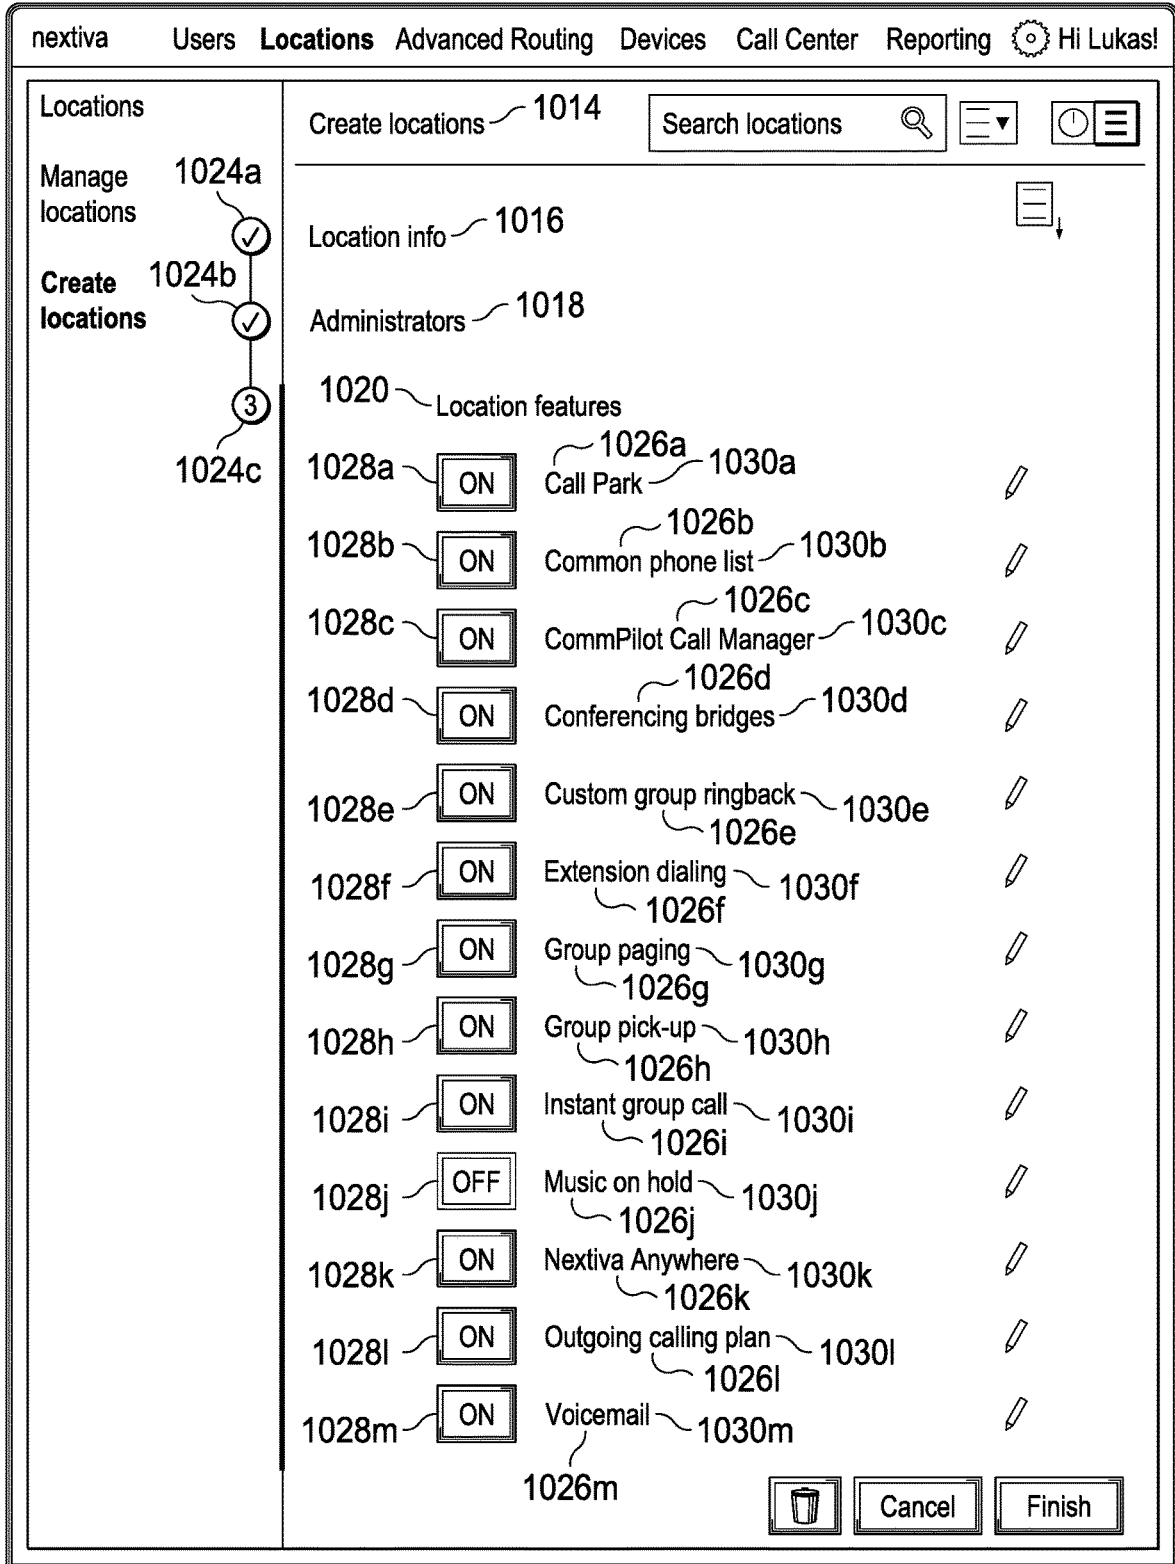 nextiva Users Locations Advanced Routing Devices Call Center Reporting Hi Lukas!
Locations
Create locations 1014 Search locations
Manage
locations
1024a
Location info 1016
Create
locations
1024b
Administrators 1018
1020 Location features
3
1024c
1026a
1028a ON Call Park 1030a
1026b
1028b ON Common phone list 1030b
1026c
1028c ON CommPilot Call Manager 1030c
1026d
1028d ON Conferencing bridges 1030d
1028e ON Custom group ringback 1030e
1026e
1028f ON Extension dialing 1030f
1026f
1028g ON Group paging 1030g
1026g
1028h ON Group pick-up 1030h
1026h
1028i ON Instant group call 1030i
1026i
1028j OFF Music on hold 1030j
1026j
1028k ON Nextiva Anywhere 1030k
1026k
1028l ON Outgoing calling plan 1030l
1026l
1028m ON Voicemail 1030m
1026m
Cancel Finish